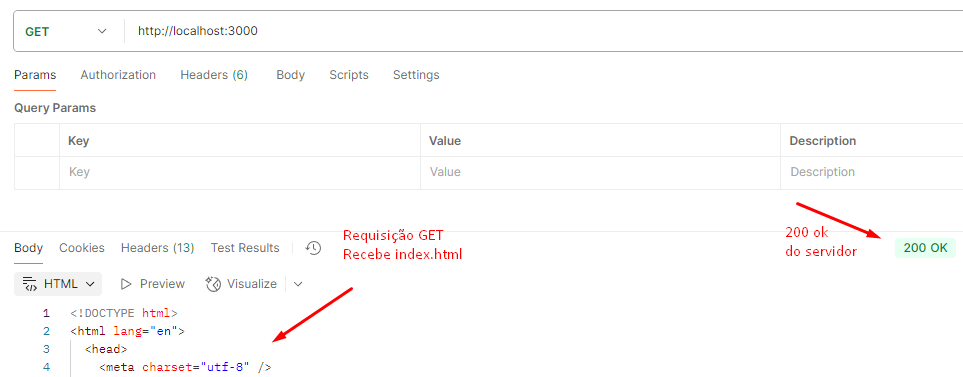 GET http://localhost:3000
Params Authorization Headers (6) Body Scripts Settings
Query Params
Key Value Description
Key Value Description
Requisição GET
Recebe index.html
200 ok
do servidor
Body Cookies Headers (13) Test Results 200 OK
HTML Preview Visualize
1 <!DOCTYPE html>
2 <html lang="en">
3 <head>
4 <meta charset="utf-8" />